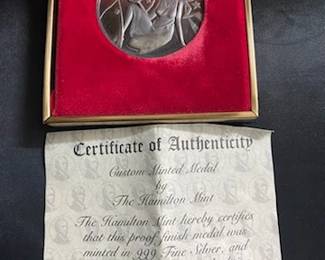 Certificate of Authenticity
Custom Minted Medal
by
The Hamilton Mint
The Hamilton Mint hereby certifies
that this proof finish medal was
minted in .999 Fine Silver, and